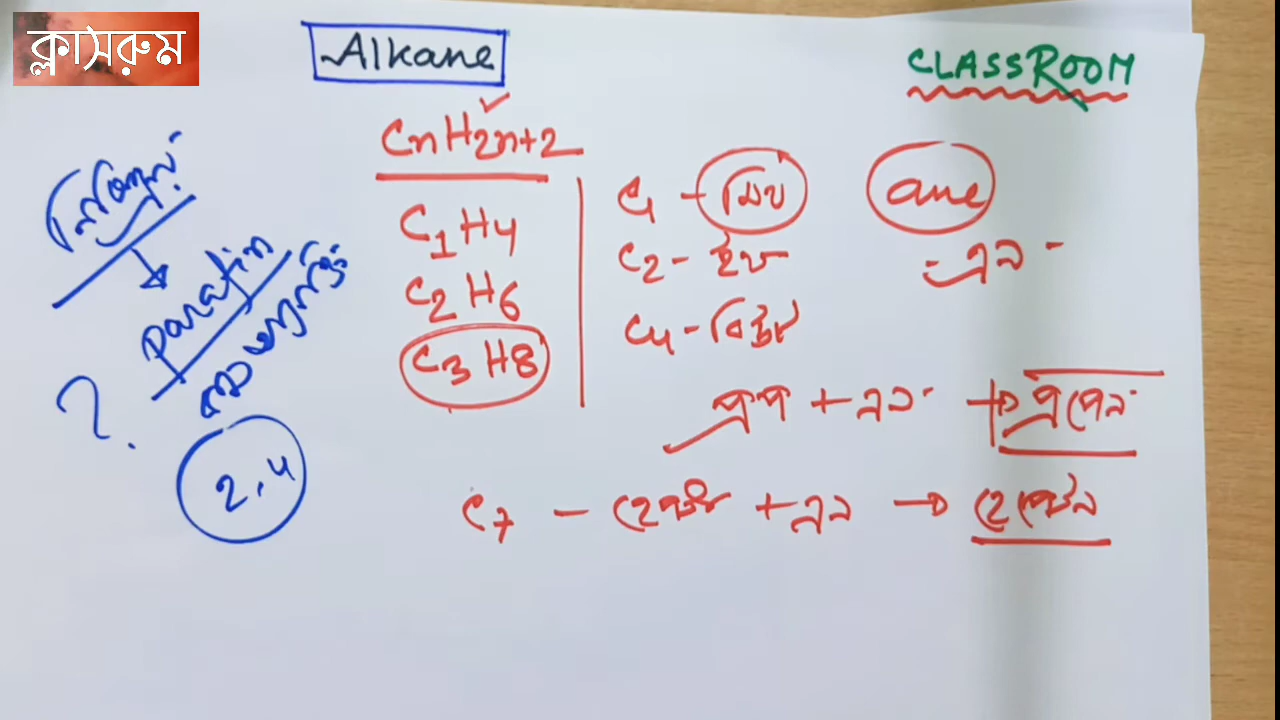 ক্লাসরুম
Alkane
CLASSROOM
CnH2n+2
C1H4
C2H6
C3H8
C1 - মিথ
C2 - ইথ
C4 - বিউট
ane
- এন -
প্রপ + এন → প্রপেন
C7 - হেপ্ট + এন → হেপ্টেন
parafin
?
2.4